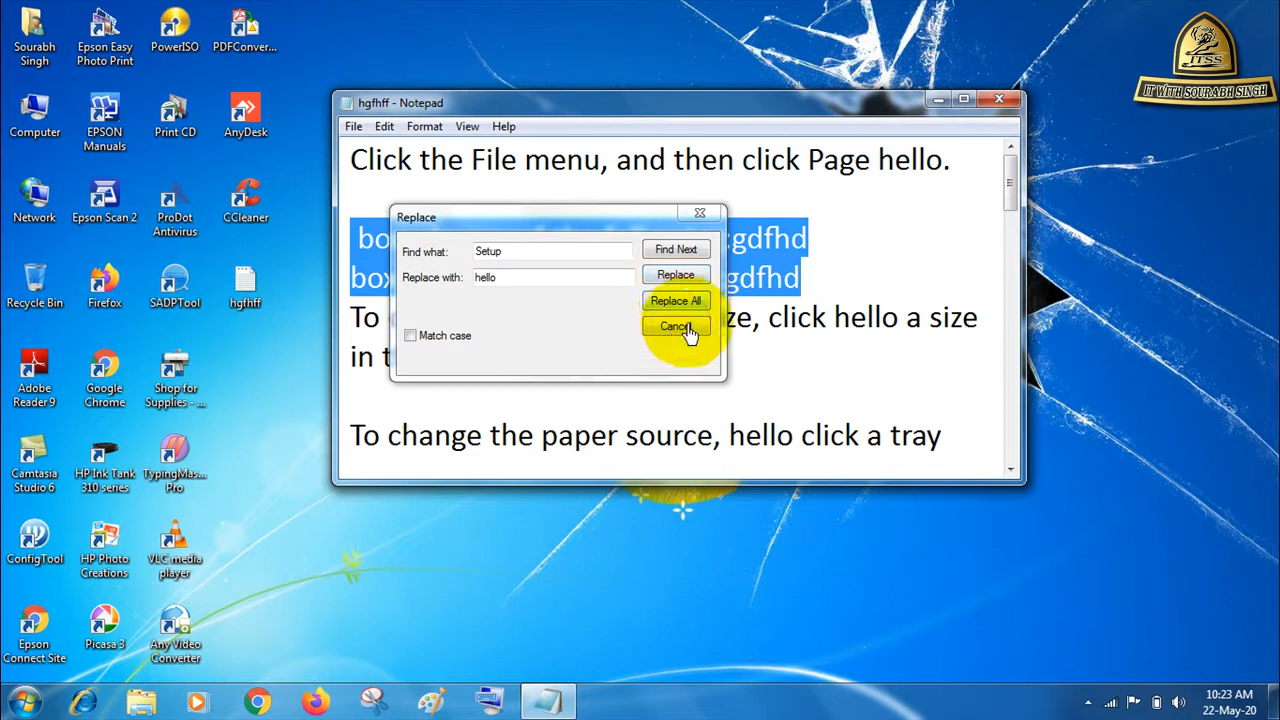 Sourabh
Singh
Epson Easy
Photo Print
PowerISO
PDFConver...
Computer
EPSON
Manuals
Print CD
AnyDesk
Network
Epson Scan 2
ProDot
Antivirus
CCleaner
Recycle Bin
Firefox
SADPTool
hgfhff
Adobe
Reader 9
Google
Chrome
Shop for
Supplies - ...
Camtasia
Studio 6
HP Ink Tank
310 series
TypingMas...
Pro
ConfigTool
HP Photo
Creations
VLC media
player
Epson
Connect Site
Picasa 3
Any Video
Converter
ITSS
IT WITH SOURABH SINGH
hgfhff - Notepad
File Edit Format View Help
Click the File menu, and then click Page hello.
Replace
Find what: Setup Find Next
Replace with: hello Replace
Replace All
Cancel
Match case
To
ze, click hello a size
in t
To change the paper source, hello click a tray
10:23 AM
22-May-20